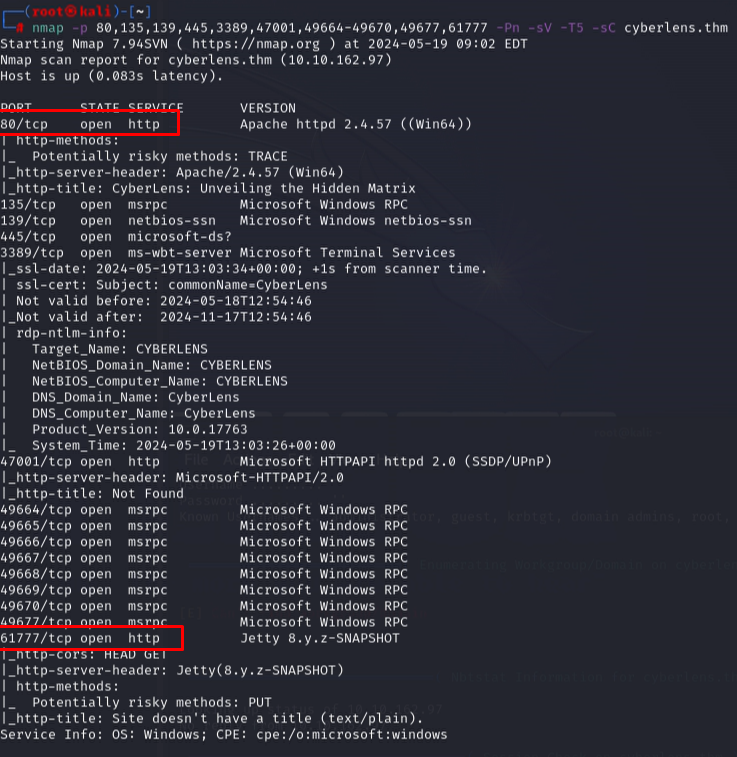 ┌──(root㉿kali)-[~]
└─# nmap -p 80,135,139,445,3389,47001,49664-49670,49677,61777 -Pn -sV -T5 -sC cyberlens.thm
Starting Nmap 7.94SVN ( https://nmap.org ) at 2024-05-19 09:02 EDT
Nmap scan report for cyberlens.thm (10.10.162.97)
Host is up (0.083s latency).
PORT      STATE SERVICE       VERSION
80/tcp    open  http          Apache httpd 2.4.57 ((Win64))
| http-methods:
|_  Potentially risky methods: TRACE
|_http-server-header: Apache/2.4.57 (Win64)
|_http-title: CyberLens: Unveiling the Hidden Matrix
135/tcp   open  msrpc         Microsoft Windows RPC
139/tcp   open  netbios-ssn   Microsoft Windows netbios-ssn
445/tcp   open  microsoft-ds?
3389/tcp  open  ms-wbt-server Microsoft Terminal Services
|_ssl-date: 2024-05-19T13:03:34+00:00; +1s from scanner time.
| ssl-cert: Subject: commonName=CyberLens
| Not valid before: 2024-05-18T12:54:46
|_Not valid after:  2024-11-17T12:54:46
| rdp-ntlm-info:
|   Target_Name: CYBERLENS
|   NetBIOS_Domain_Name: CYBERLENS
|   NetBIOS_Computer_Name: CYBERLENS
|   DNS_Domain_Name: CyberLens
|   DNS_Computer_Name: CyberLens
|   Product_Version: 10.0.17763
|_  System_Time: 2024-05-19T13:03:26+00:00
47001/tcp open  http          Microsoft HTTPAPI httpd 2.0 (SSDP/UPnP)
|_http-server-header: Microsoft-HTTPAPI/2.0
|_http-title: Not Found
49664/tcp open  msrpc         Microsoft Windows RPC
49665/tcp open  msrpc         Microsoft Windows RPC
49666/tcp open  msrpc         Microsoft Windows RPC
49667/tcp open  msrpc         Microsoft Windows RPC
49668/tcp open  msrpc         Microsoft Windows RPC
49669/tcp open  msrpc         Microsoft Windows RPC
49670/tcp open  msrpc         Microsoft Windows RPC
49677/tcp open  msrpc         Microsoft Windows RPC
61777/tcp open  http          Jetty 8.y.z-SNAPSHOT
|_http-cors: HEAD GET
|_http-server-header: Jetty(8.y.z-SNAPSHOT)
| http-methods:
|_  Potentially risky methods: PUT
|_http-title: Site doesn't have a title (text/plain).
Service Info: OS: Windows; CPE: cpe:/o:microsoft:windows